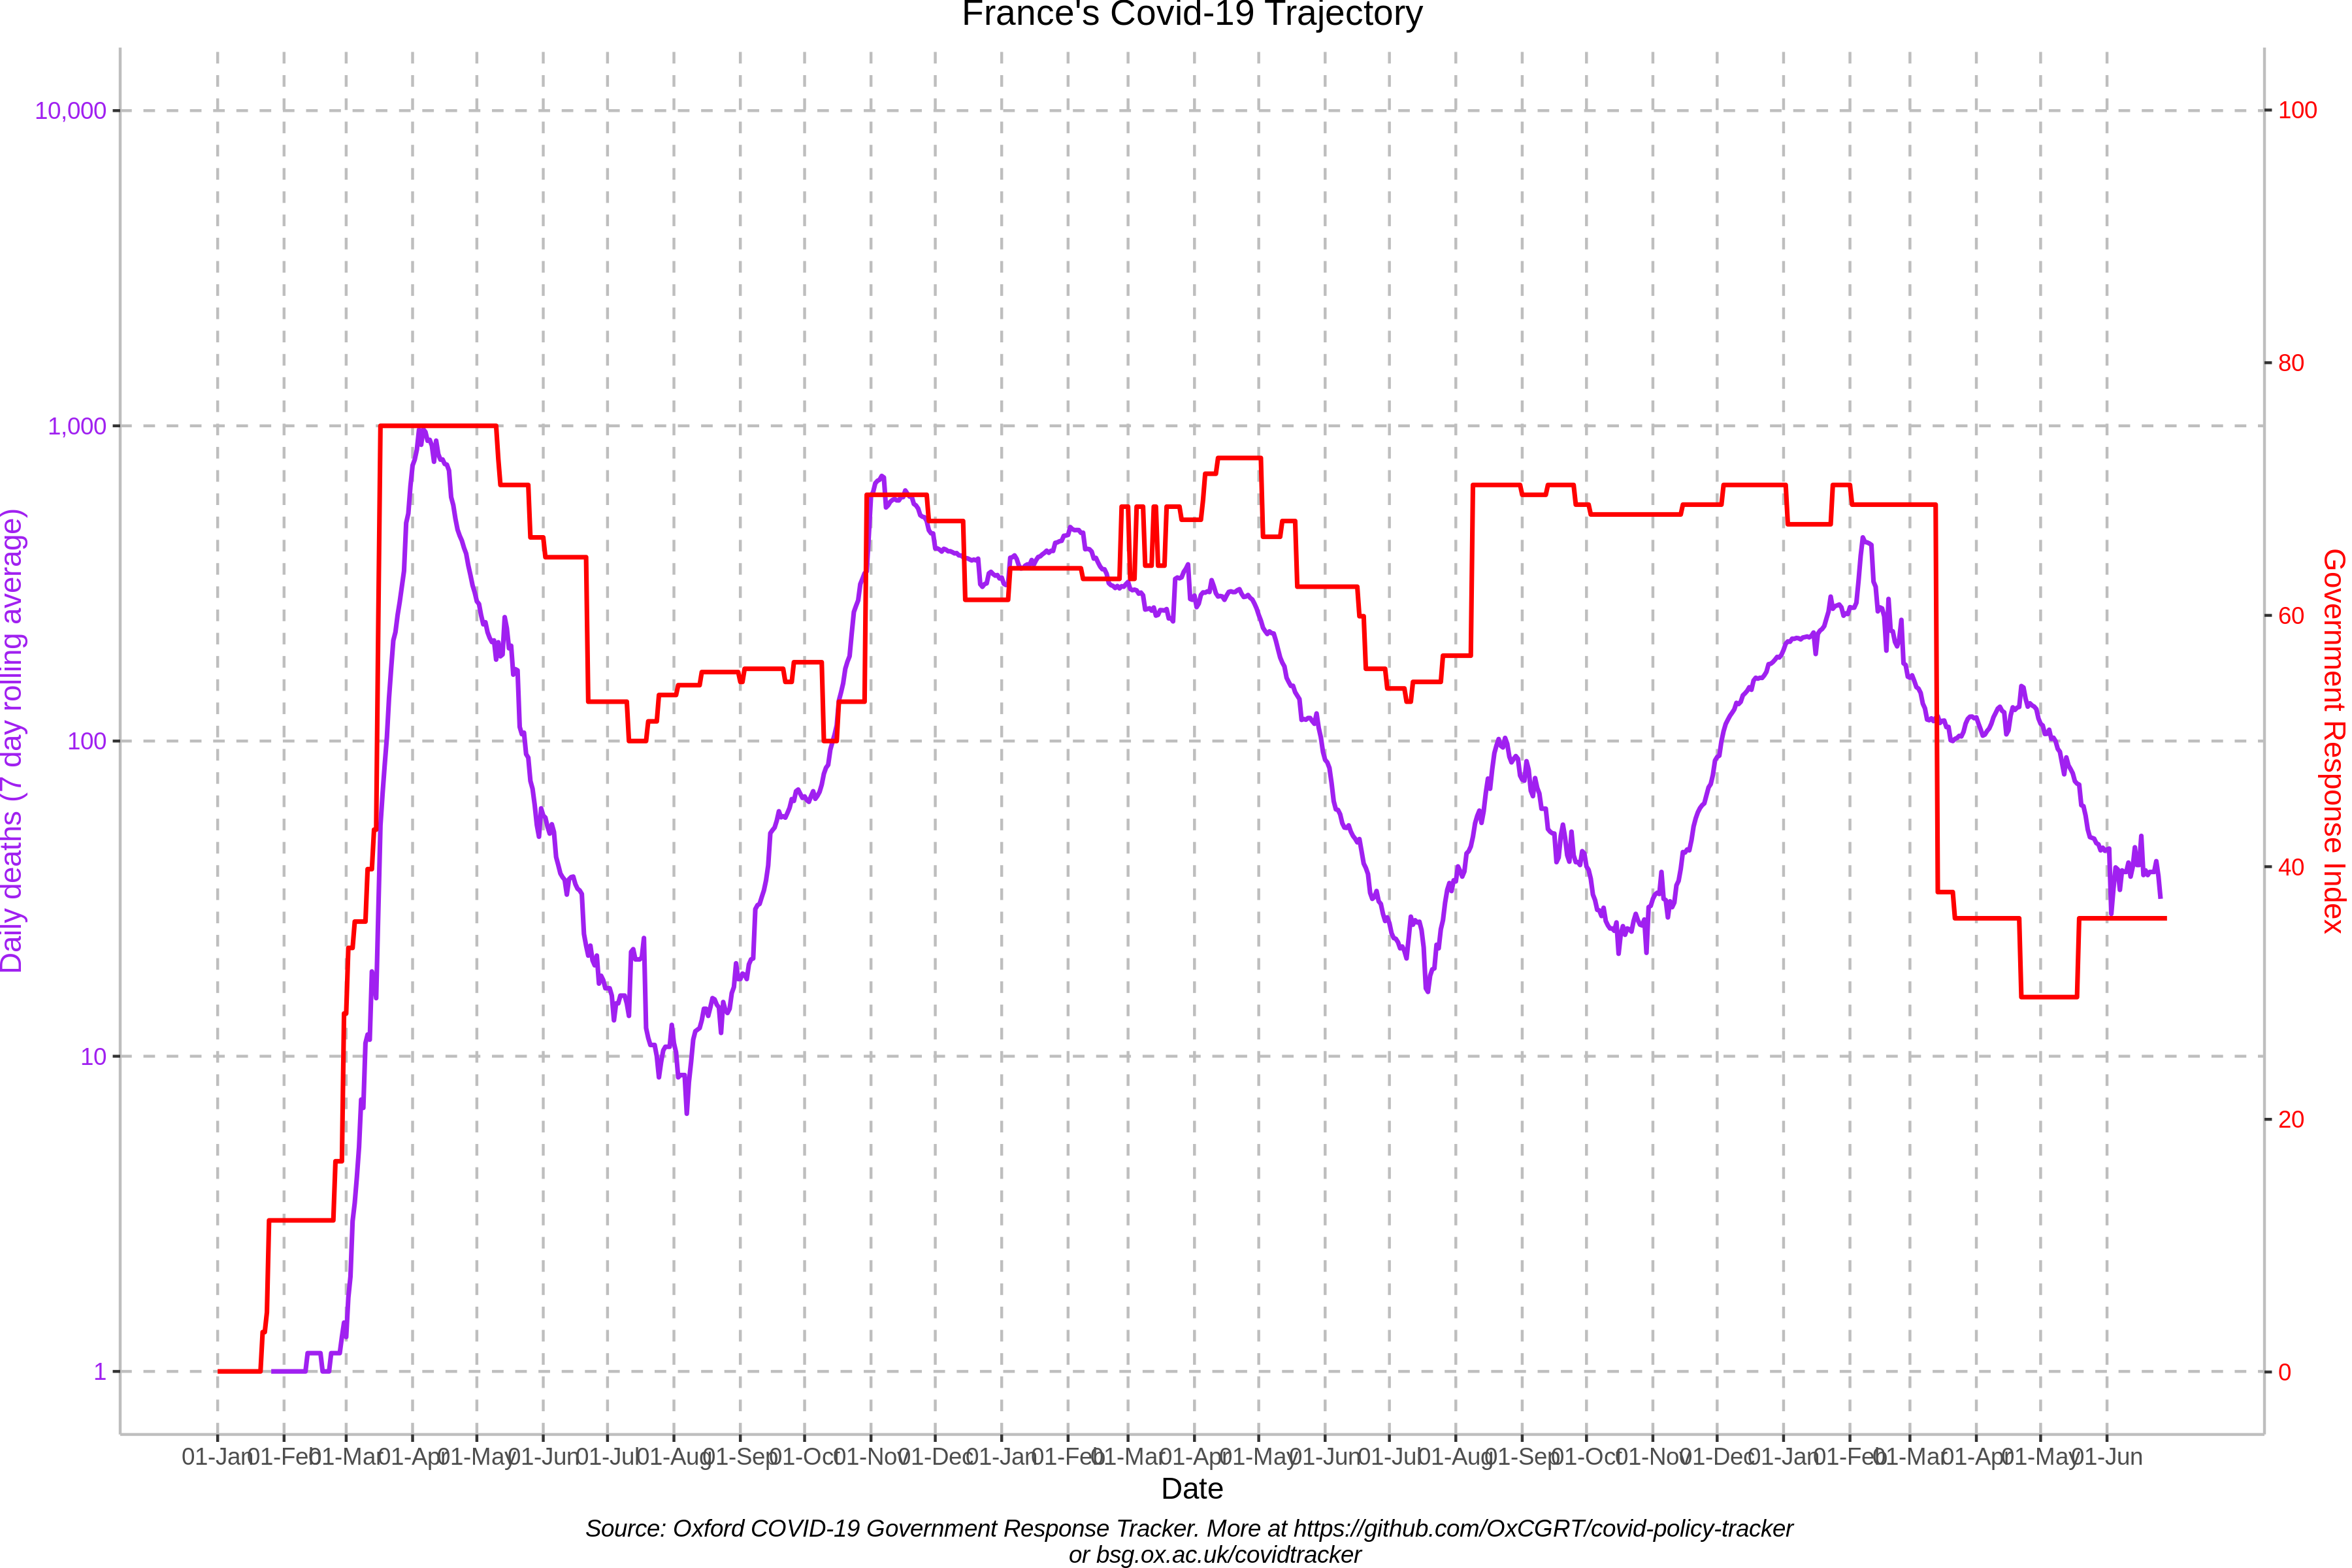 France's Covid-19 Trajectory
10,000
1,000
100
10
1
Daily deaths (7 day rolling average)
100
80
60
40
20
0
Government Response Index
01-Jan 01-Feb 01-Mar 01-Apr 01-May 01-Jun 01-Jul 01-Aug 01-Sep 01-Oct 01-Nov 01-Dec 01-Jan 01-Feb 01-Mar 01-Apr 01-May 01-Jun 01-Jul 01-Aug 01-Sep 01-Oct 01-Nov 01-Dec 01-Jan 01-Feb 01-Mar 01-Apr 01-May 01-Jun
Date
Source: Oxford COVID-19 Government Response Tracker. More at https://github.com/OxCGRT/covid-policy-tracker
or bsg.ox.ac.uk/covidtracker